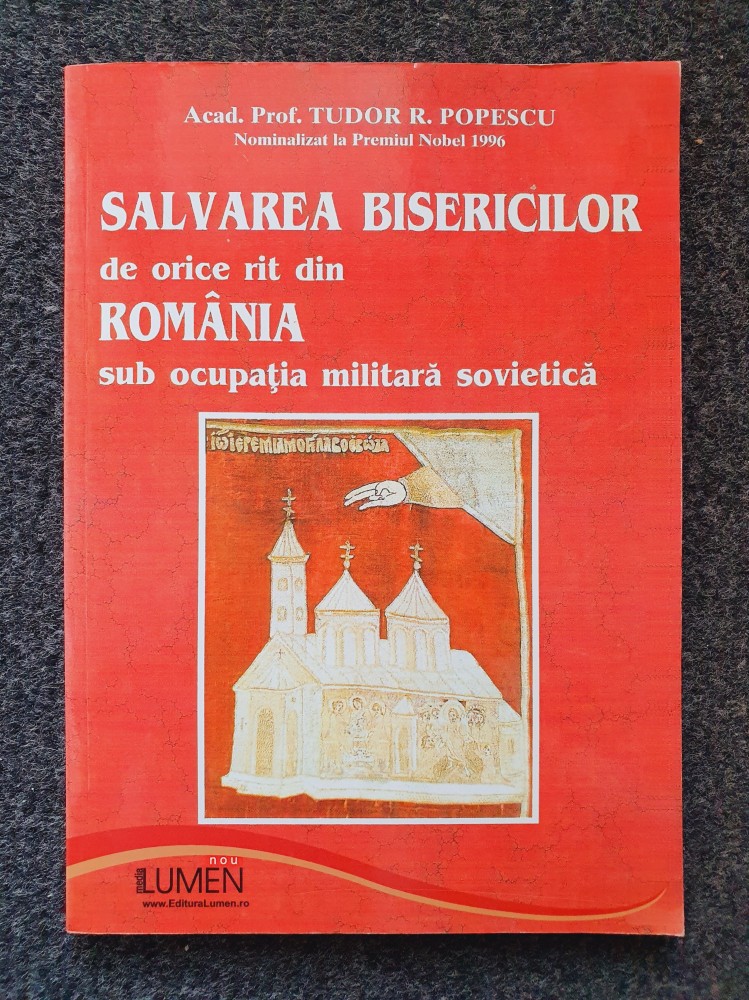 Acad. Prof. TUDOR R. POPESCU
Nominalizat la Premiul Nobel 1996
SALVAREA BISERICILOR
de orice rit din
ROMÂNIA
sub ocupaţia militară sovietică
nou
media
LUMEN
www.EdituraLumen.ro